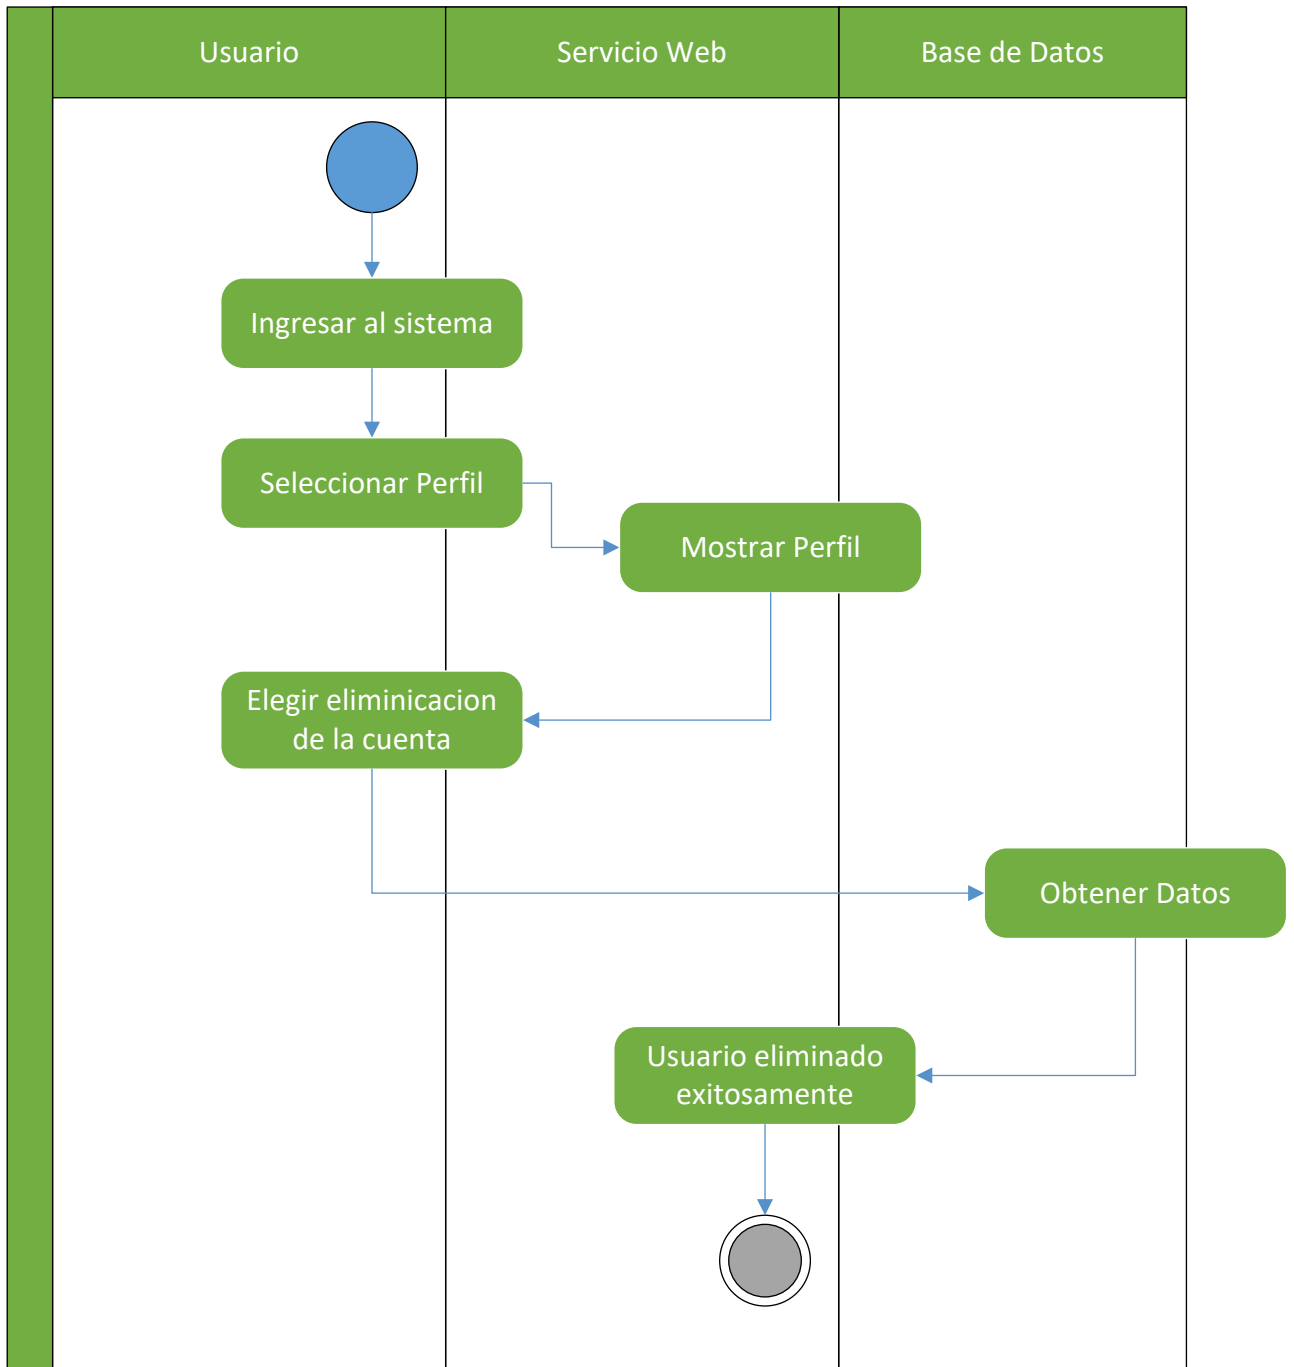 Usuario
Servicio Web
Base de Datos
Ingresar al sistema
Seleccionar Perfil
Mostrar Perfil
Elegir eliminicacion
de la cuenta
Obtener Datos
Usuario eliminado
exitosamente